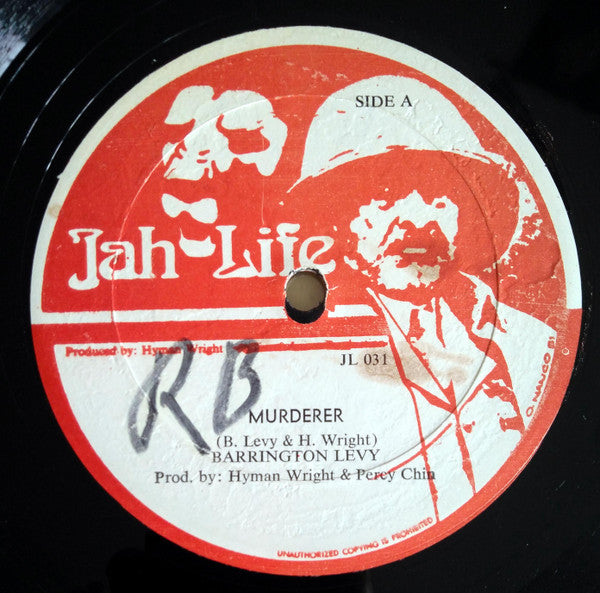 SIDE A
Jah Life
Produced by: Hyman Wright
JL 031
RB
MURDERER
(B. Levy & H. Wright)
BARRINGTON LEVY
Prod. by: Hyman Wright & Percy Chin
UNAUTHORIZED COPYING IS PROHIBITED